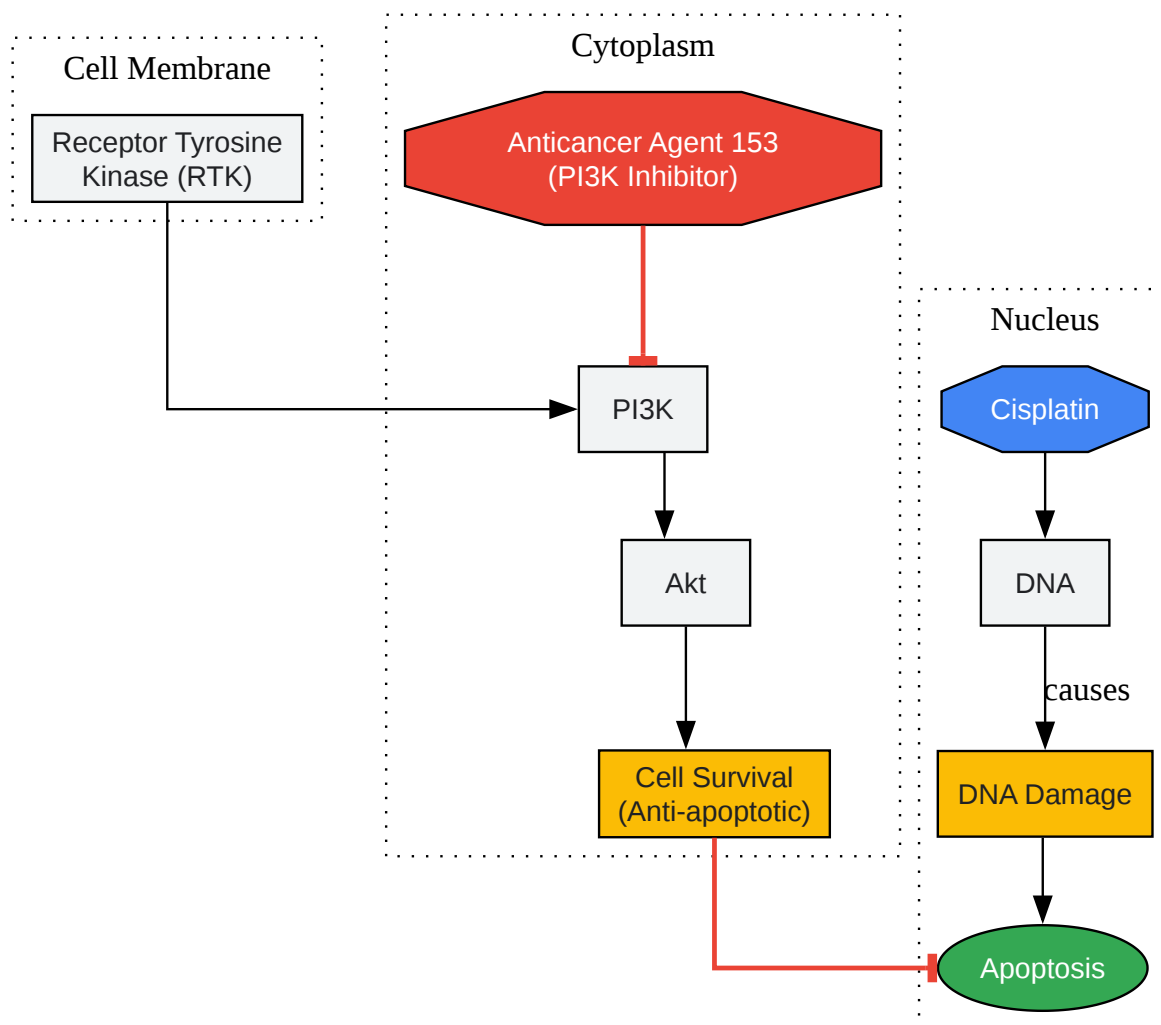 Cell Membrane
Receptor Tyrosine
Kinase (RTK)
Cytoplasm
Anticancer Agent 153
(PI3K Inhibitor)
PI3K
Akt
Cell Survival
(Anti-apoptotic)
Nucleus
Cisplatin
DNA
causes
DNA Damage
Apoptosis